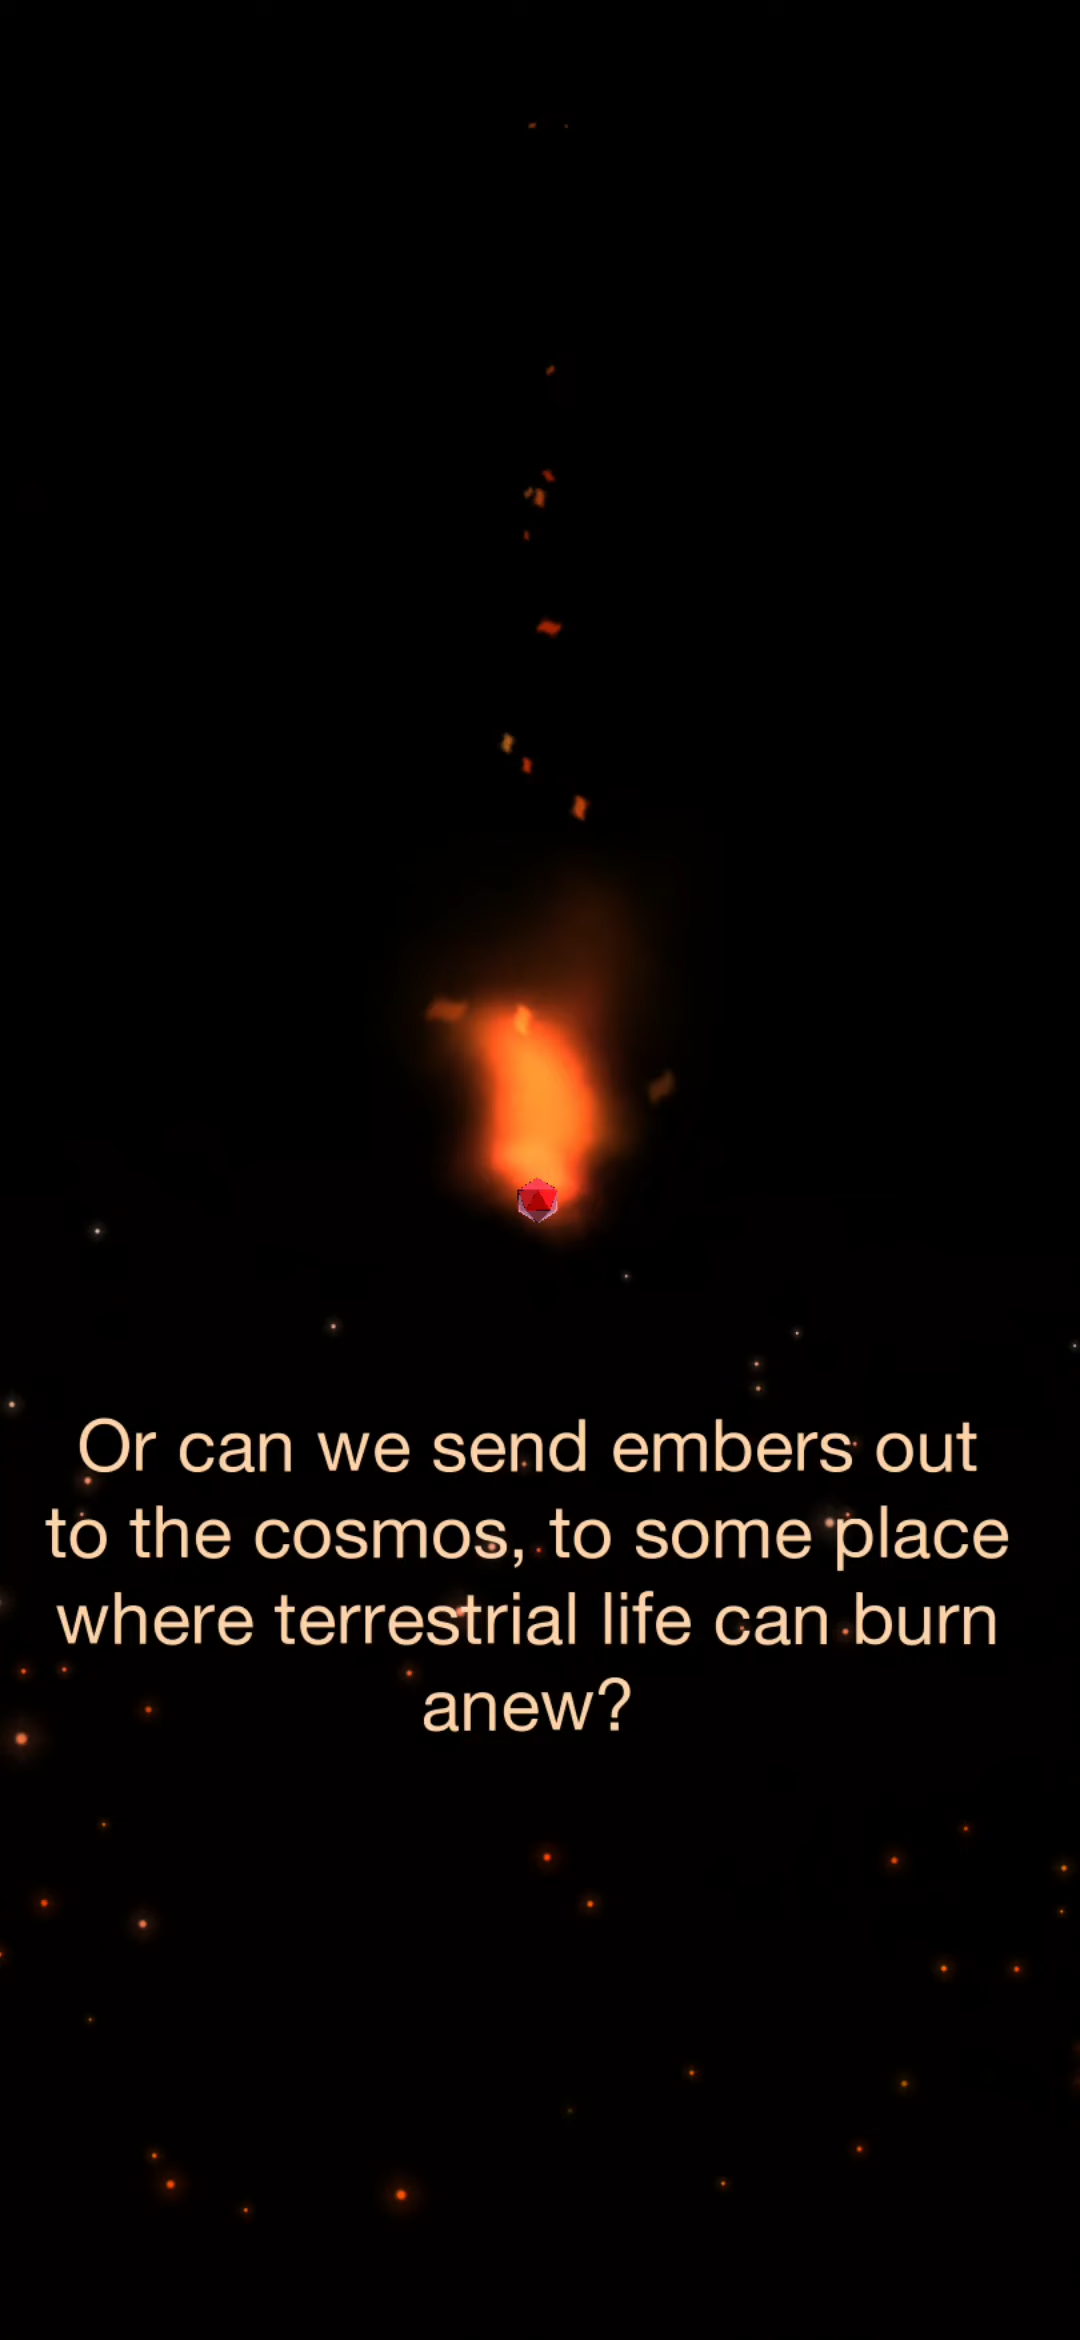 Or can we send embers out
to the cosmos, to some place
where terrestrial life can burn
anew?